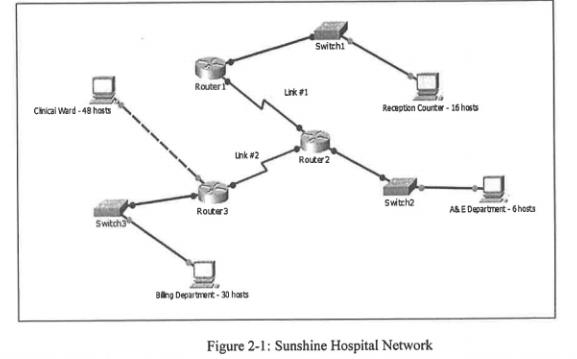 Switch1
Router1
Link #1
Clinical Ward - 48 hosts
Reception Counter - 16 hosts
Link #2
Router2
Router3
Switch2
A& E Department - 6 hosts
Switch3
Billing Department - 30 hosts
Figure 2-1: Sunshine Hospital Network